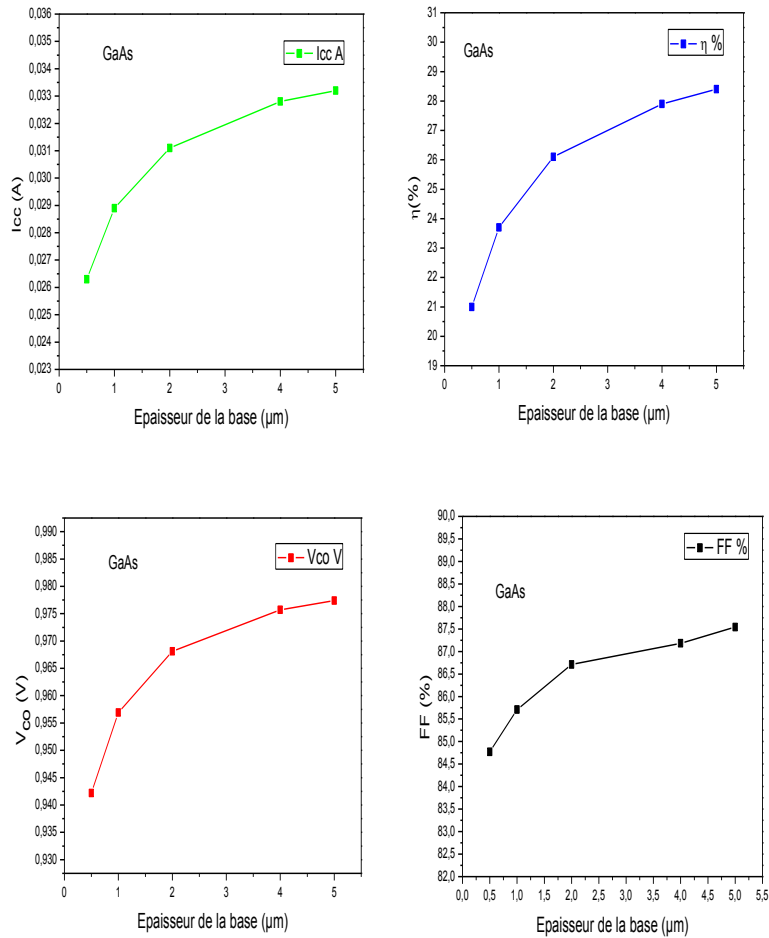 GaAs
Icc A
0,036
0,035
0,034
0,033
0,032
0,031
0,030
0,029
0,028
0,027
0,026
0,025
0,024
0,023
Icc (A)
0 1 2 3 4 5
Epaisseur de la base (µm)
GaAs
η %
31
30
29
28
27
26
25
24
23
22
21
20
19
η(%)
0 1 2 3 4 5
Epaisseur de la base (µm)
GaAs
Vco V
0,990
0,985
0,980
0,975
0,970
0,965
0,960
0,955
0,950
0,945
0,940
0,935
0,930
VCO (V)
0 1 2 3 4 5
Epaisseur de la base (µm)
GaAs
FF %
90,0
89,5
89,0
88,5
88,0
87,5
87,0
86,5
86,0
85,5
85,0
84,5
84,0
83,5
83,0
82,5
82,0
FF (%)
0,0 0,5 1,0 1,5 2,0 2,5 3,0 3,5 4,0 4,5 5,0 5,5
Epaisseur de la base (µm)